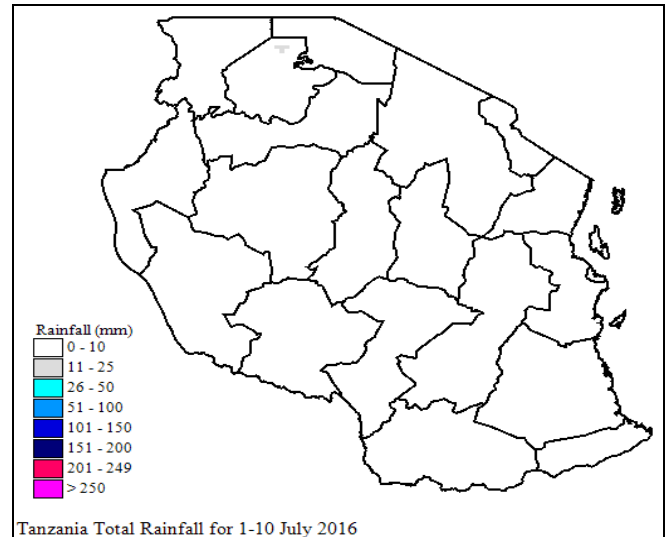 Rainfall (mm)
0 - 10
11 - 25
26 - 50
51 - 100
101 - 150
151 - 200
201 - 249
> 250
Tanzania Total Rainfall for 1-10 July 2016